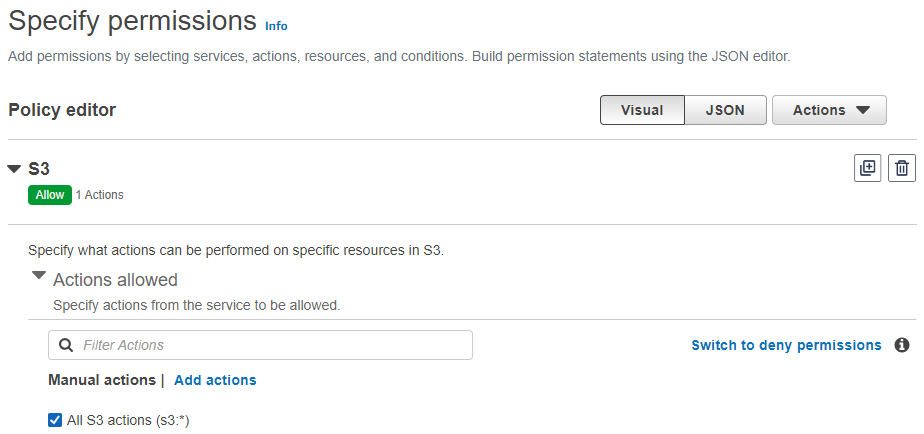 Specify permissions Info
Add permissions by selecting services, actions, resources, and conditions. Build permission statements using the JSON editor.
Policy editor
Visual
JSON
Actions
S3
Allow 1 Actions
Specify what actions can be performed on specific resources in S3.
Actions allowed
Specify actions from the service to be allowed.
Filter Actions
Switch to deny permissions
Manual actions | Add actions
All S3 actions (s3:*)